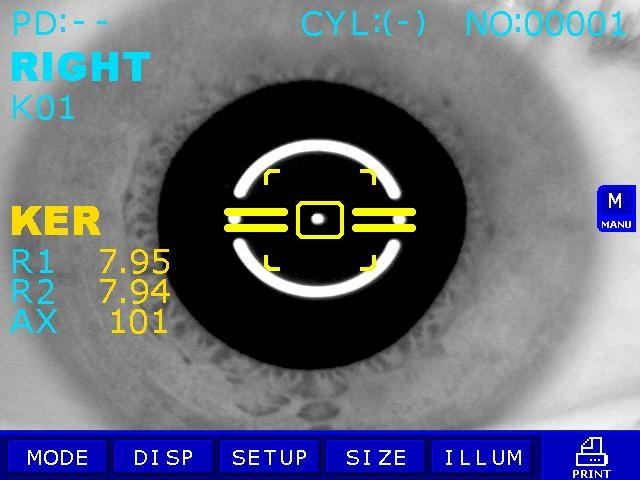 PD:-- CYL:(-) NO:00001
RIGHT
K01
M
MANU
KER
R1 7.95
R2 7.94
AX 101
MODE DISP SETUP SIZE ILLUM PRINT